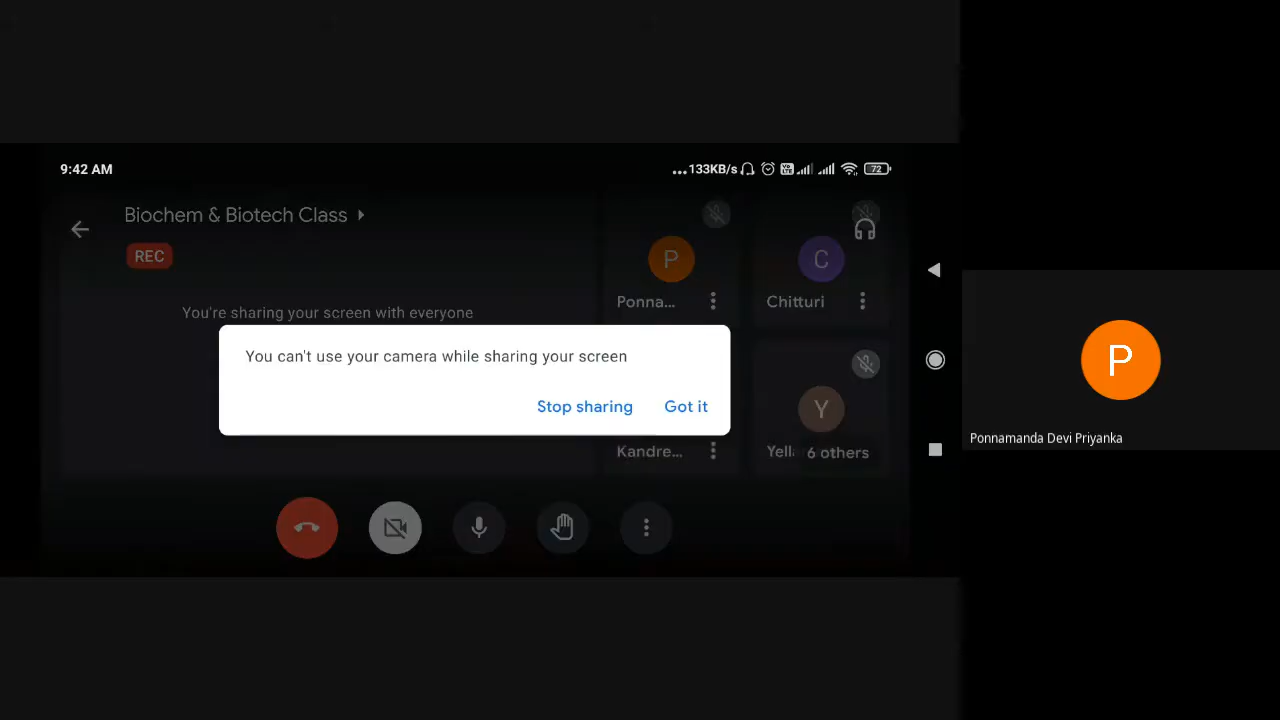 9:42 AM
...133KB/s
72
Biochem & Biotech Class
REC
P
C
Ponna...
Chitturi
You're sharing your screen with everyone
You can't use your camera while sharing your screen
Stop sharing
Got it
Y
Kandre...
Yell
6 others
P
Ponnamanda Devi Priyanka